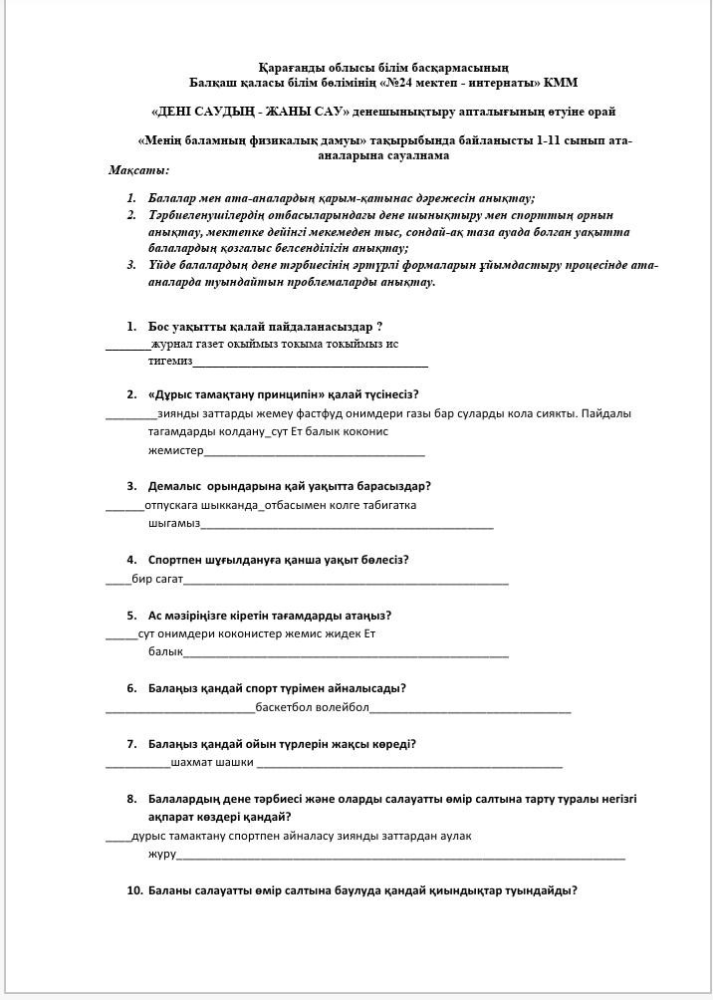 Қарағанды облысы білім басқармасының
Балқаш қаласы білім бөлімінің «№24 мектеп - интернаты» КММ
«ДЕНІ САУДЫҢ - ЖАНЫ САУ» денешынықтыру апталығының өтуіне орай
«Менің баламның физикалық дамуы» тақырыбында байланысты 1-11 сынып ата-
аналарына сауалнама
Мақсаты:
1. Балалар мен ата-аналардың қарым-қатынас дәрежесін анықтау;
2. Тәрбиеленушілердің отбасыларындағы дене шынықтыру мен спорттың орнын
анықтау, мектепке дейінгі мекемеден тыс, сондай-ақ таза ауада болған уақытта
балалардың қозғалыс белсенділігін анықтау;
3. Үйде балалардың дене тәрбиесінің әртүрлі формаларын ұйымдастыру процесінде ата-
аналарда туындайтын проблемаларды анықтау.
1. Бос уақытты қалай пайдаланасыздар ?
_______журнал газет окыймыз токыма токыймыз ис
тигемиз____________________________________
2. «Дұрыс тамақтану принципін» қалай түсінесіз?
________зиянды заттарды жемеу фастфуд онимдери газы бар суларды кола сиякты. Пайдалы
тагамдарды колдану_сут Ет балык коконис
жемистер__________________________________
3. Демалыс  орындарына қай уақытта барасыздар?
______отпускага шыкканда_отбасымен колге табигатка
шыгамыз_____________________________________________
4. Спортпен шұғылдануға қанша уақыт бөлесіз?
____бир сагат__________________________________________________
5. Ас мәзіріңізге кіретін тағамдарды атаңыз?
_____сут онимдери коконистер жемис жидек Ет
балык__________________________________________________
6. Балаңыз қандай спорт түрімен айналысады?
_______________________баскетбол волейбол_______________________________
7. Балаңыз қандай ойын түрлерін жақсы көреді?
__________шахмат шашки _______________________________________________
8. Балалардың дене тәрбиесі және оларды салауатты өмір салтына тарту туралы негізгі
ақпарат көздері қандай?
____дурыс тамактану спортпен айналасу зиянды заттардан аулак
журу_____________________________________________________________________
10. Баланы салауатты өмір салтына баулуда қандай қиындықтар туындайды?